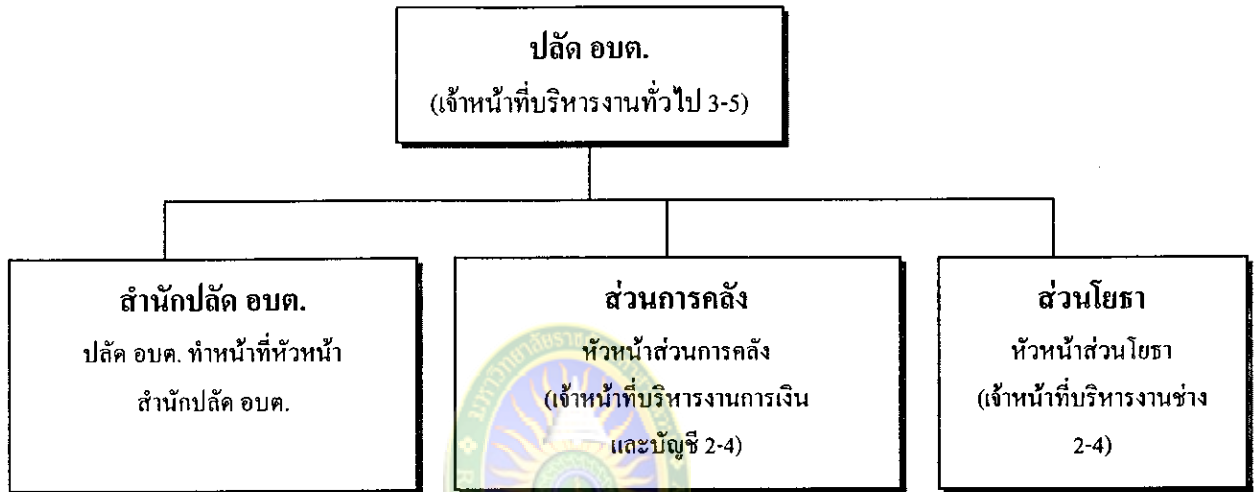 ปลัด อบต.
(เจ้าหน้าที่บริหารงานทั่วไป 3-5)
สำนักปลัด อบต.
ปลัด อบต. ทำหน้าที่หัวหน้า
สำนักปลัด อบต.
ส่วนการคลัง
หัวหน้าส่วนการคลัง
(เจ้าหน้าที่บริหารงานการเงิน
และบัญชี 2-4)
ส่วนโยธา
หัวหน้าส่วนโยธา
(เจ้าหน้าที่บริหารงานช่าง
2-4)